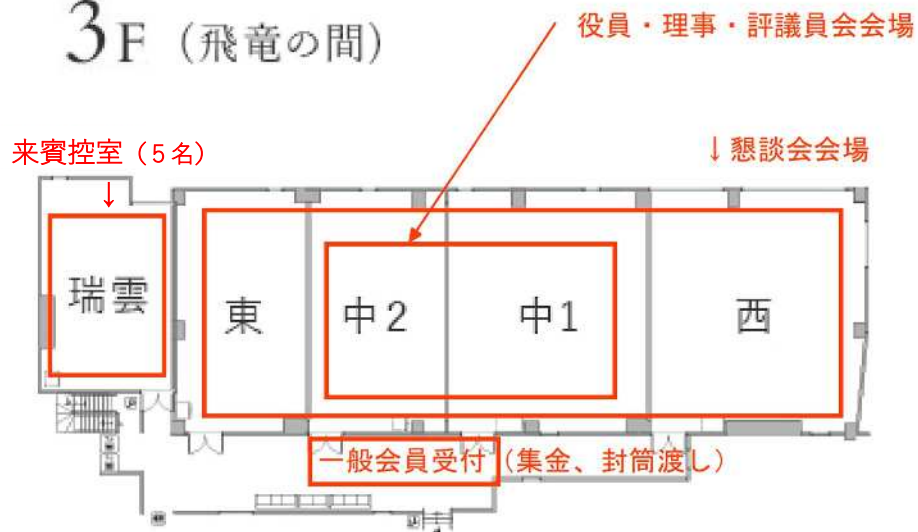 3F (飛竜の間)
役員・理事・評議員会会場
来賓控室（5名）
↓
↓懇談会会場
瑞雲
東
中2
中1
西
一般会員受付（集金、封筒渡し）